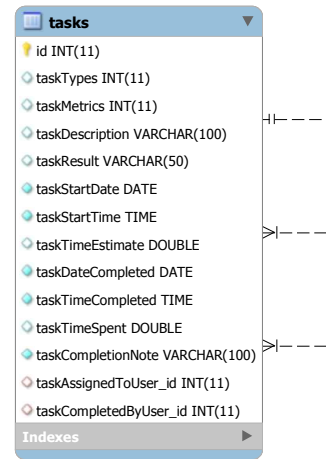 tasks
id INT(11)
taskTypes INT(11)
taskMetrics INT(11)
taskDescription VARCHAR(100)
taskResult VARCHAR(50)
taskStartDate DATE
taskStartTime TIME
taskTimeEstimate DOUBLE
taskDateCompleted DATE
taskTimeCompleted TIME
taskTimeSpent DOUBLE
taskCompletionNote VARCHAR(100)
taskAssignedToUser_id INT(11)
taskCompletedByUser_id INT(11)
Indexes